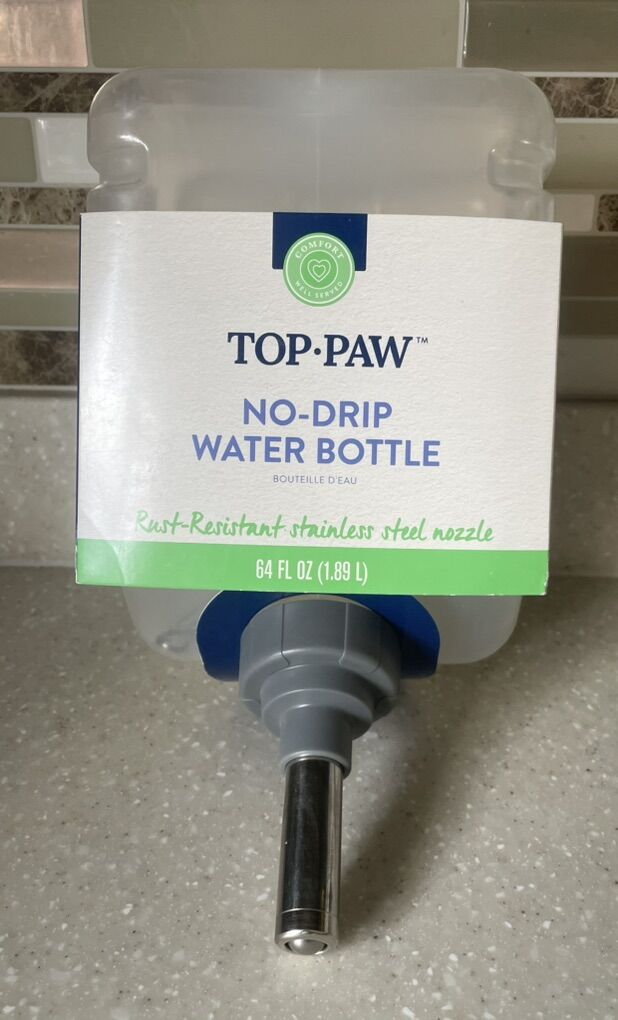 COMFORT
WELL SERVED
TOP•PAW™
NO-DRIP
WATER BOTTLE
BOUTEILLE D'EAU
Rust-Resistant stainless steel nozzle
64 FL OZ (1.89 L)